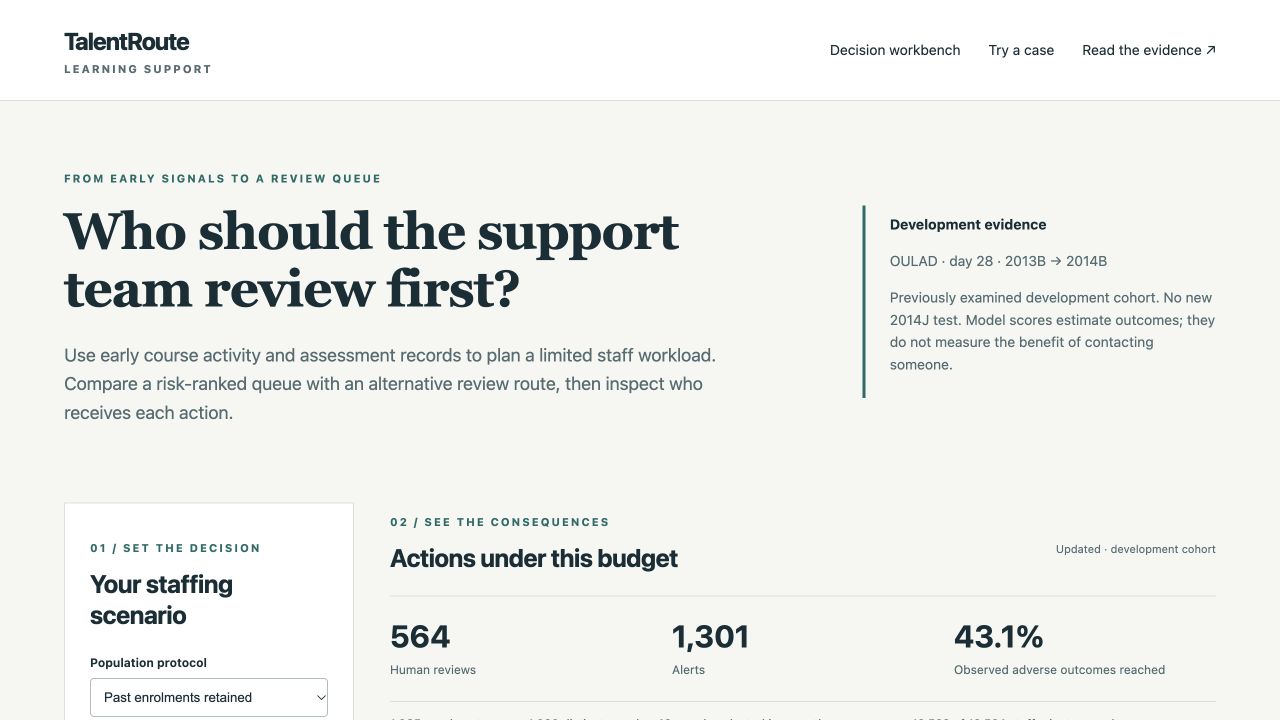 TalentRoute
LEARNING SUPPORT
Decision workbench
Try a case
Read the evidence ↗
FROM EARLY SIGNALS TO A REVIEW QUEUE
Who should the support
team review first?
Use early course activity and assessment records to plan a limited staff workload.
Compare a risk-ranked queue with an alternative review route, then inspect who
receives each action.
Development evidence
OULAD · day 28 · 2013B → 2014B
Previously examined development cohort. No new
2014J test. Model scores estimate outcomes; they
do not measure the benefit of contacting
someone.
01 / SET THE DECISION
Your staffing
scenario
Population protocol
Past enrolments retained
02 / SEE THE CONSEQUENCES
Actions under this budget
Updated · development cohort
564
Human reviews
1,301
Alerts
43.1%
Observed adverse outcomes reached